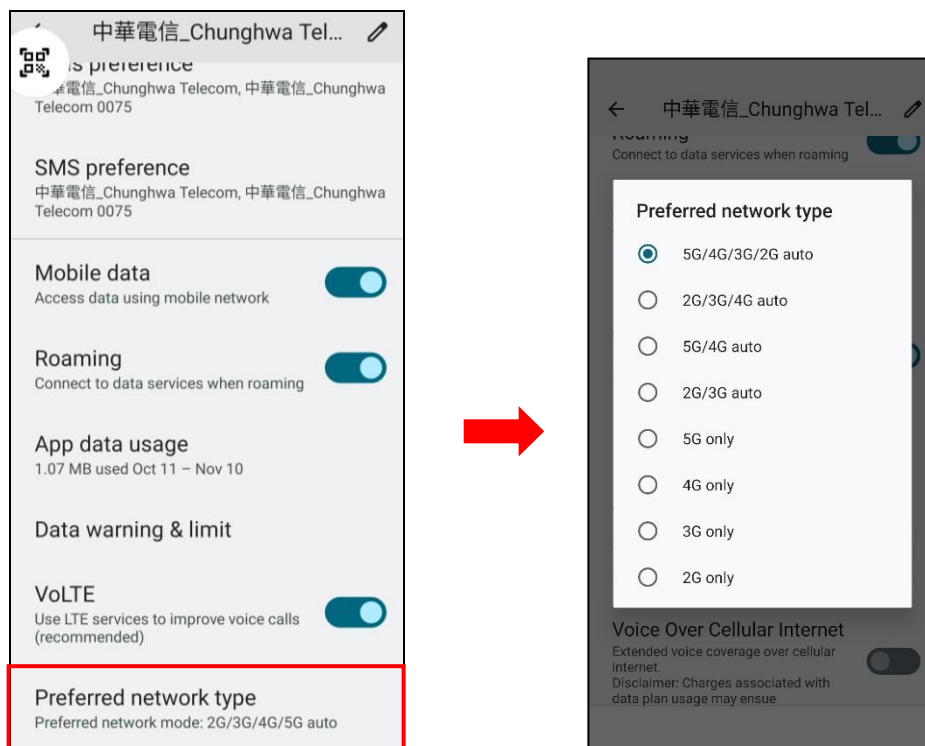 中華電信_Chunghwa Tel...
preference
中華電信_Chunghwa Telecom, 中華電信_Chunghwa
Telecom 0075
SMS preference
中華電信_Chunghwa Telecom, 中華電信_Chunghwa
Telecom 0075
Mobile data
Access data using mobile network
Roaming
Connect to data services when roaming
App data usage
1.07 MB used Oct 11 – Nov 10
Data warning & limit
VoLTE
Use LTE services to improve voice calls
(recommended)
Preferred network type
Preferred network mode: 2G/3G/4G/5G auto
中華電信_Chunghwa Tel...
Roaming
Connect to data services when roaming
Preferred network type
5G/4G/3G/2G auto
2G/3G/4G auto
5G/4G auto
2G/3G auto
5G only
4G only
3G only
2G only
Voice Over Cellular Internet
Extended voice coverage over cellular
internet.
Disclaimer: Charges associated with
data plan usage may ensue